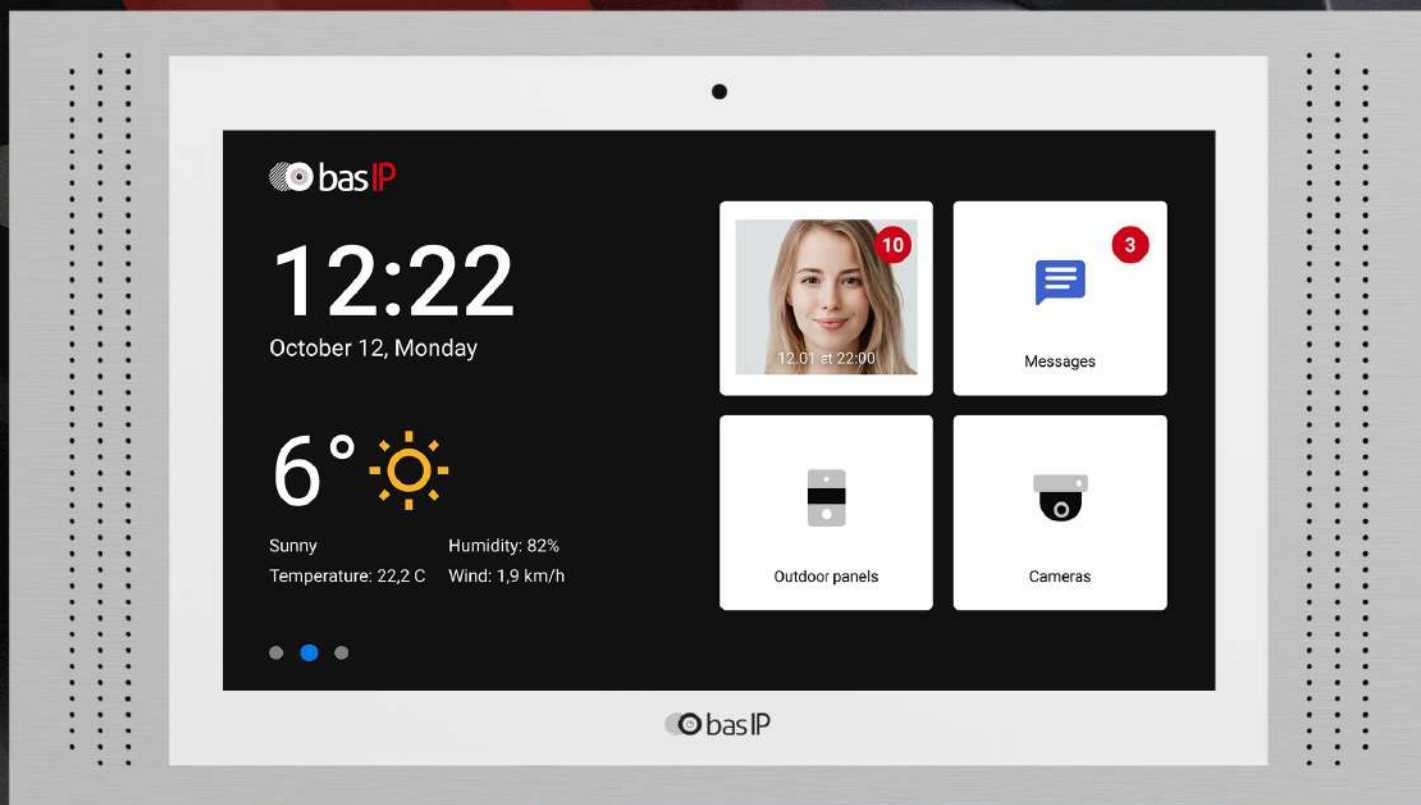 basIP
12:22
October 12, Monday
6°
Sunny
Humidity: 82%
Temperature: 22,2 C
Wind: 1,9 km/h
10
12.01 at 22:00
3
Messages
Outdoor panels
Cameras
basIP